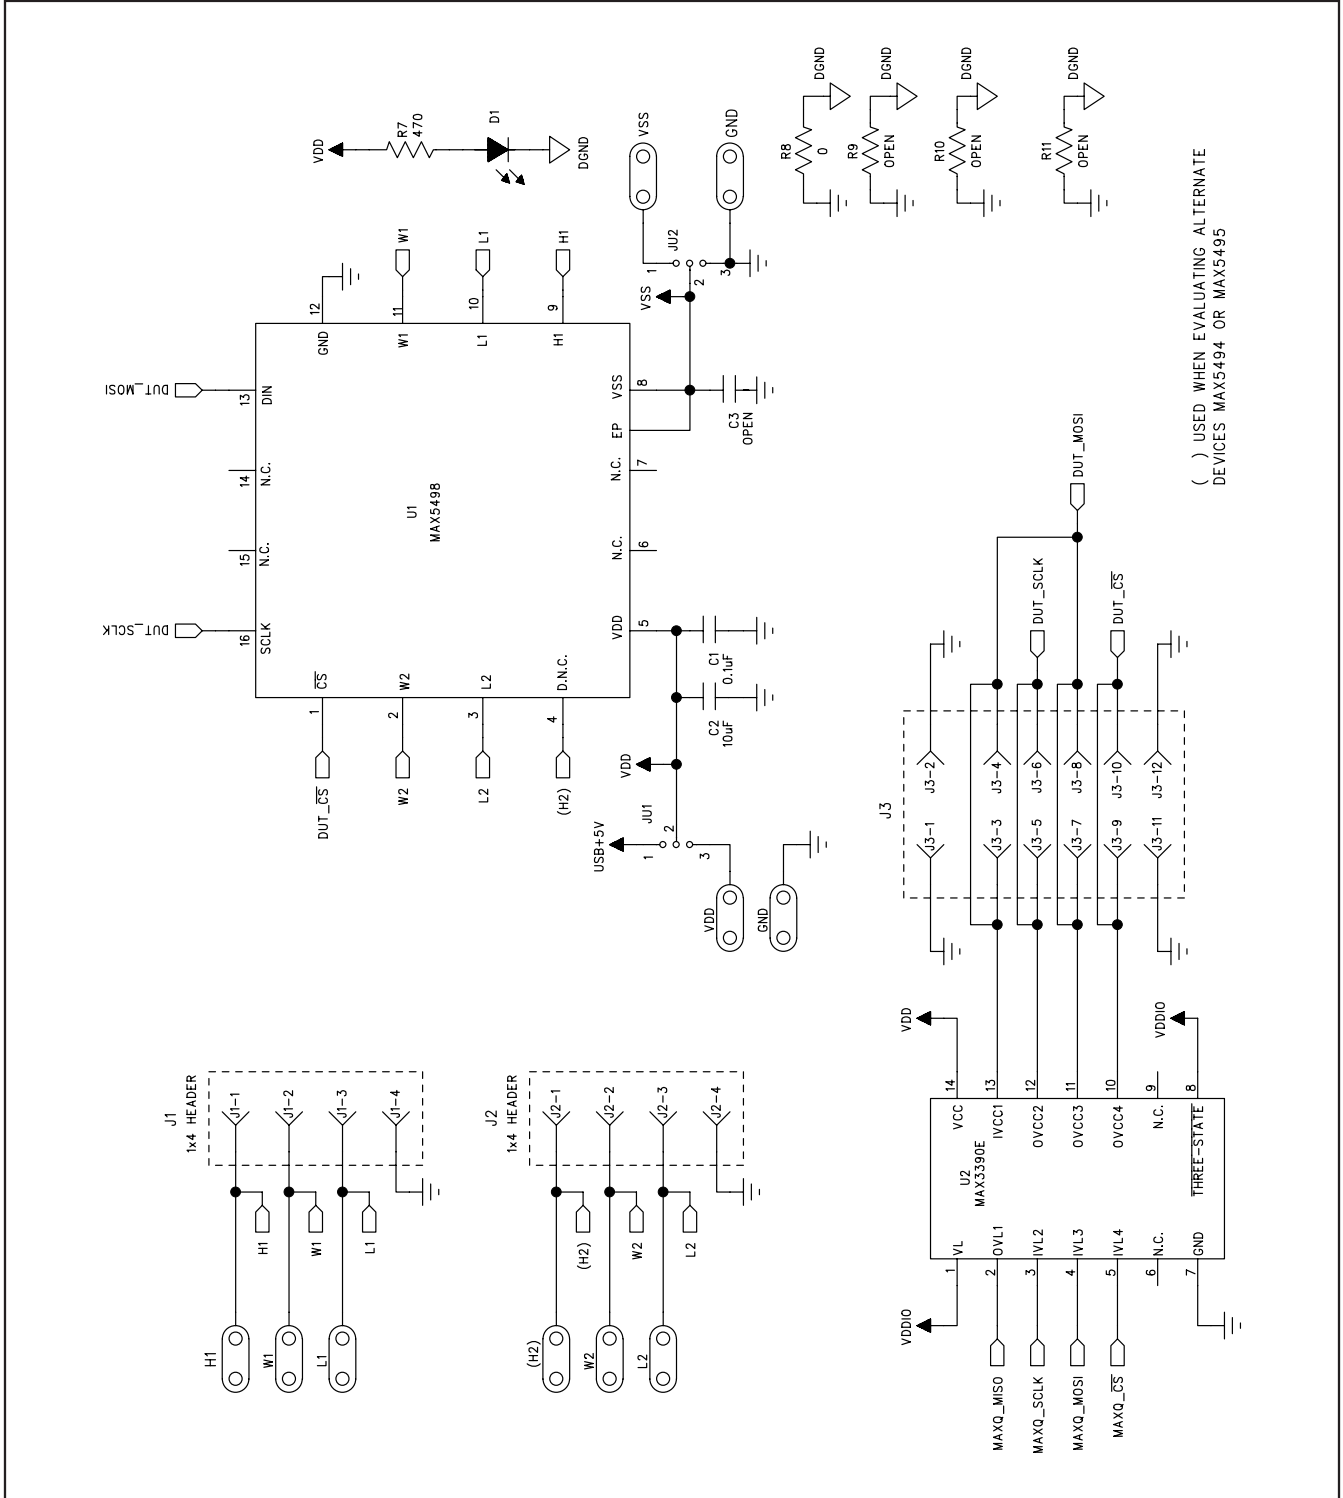 J1
1x4 HEADER
J1-1
J1-2
J1-3
J1-4
H1
W1
L1
H1
W1
L1
J2
1x4 HEADER
J2-1
J2-2
J2-3
J2-4
(H2)
W2
L2
(H2)
W2
L2
DUT_SCLK
DUT_MOSI
16
15
14
13
SCLK
N.C.
N.C.
DIN
U1
MAX5498
DUT_C̅S̅
1
C̅S̅
W2
2
W2
L2
3
L2
(H2)
4
D.N.C.
GND
12
W1
11
W1
L1
10
L1
H1
9
H1
VDD
N.C.
N.C.
EP
VSS
5
6
7
8
USB+5V
JU1
1
2
3
VDD
VDD
GND
C2
10uF
C1
0.1uF
C3
OPEN
VSS
JU2
1
2
3
VSS
GND
VDD
R7
470
D1
DGND
R8
0
DGND
R9
OPEN
DGND
R10
OPEN
DGND
R11
OPEN
DGND
VDDIO
MAXQ_MISO
MAXQ_SCLK
MAXQ_MOSI
MAXQ_C̅S̅
1
VL
2
OVL1
3
IVL2
4
IVL3
5
IVL4
6
N.C.
7
GND
U2
MAX3390E
VCC
14
IVCC1
13
OVCC2
12
OVCC3
11
OVCC4
10
N.C.
9
T̅H̅R̅E̅E̅-̅S̅T̅A̅T̅E̅
8
VDD
VDDIO
J3
J3-1
J3-2
J3-3
J3-4
J3-5
J3-6
J3-7
J3-8
J3-9
J3-10
J3-11
J3-12
DUT_SCLK
DUT_MOSI
DUT_C̅S̅
( ) USED WHEN EVALUATING ALTERNATE
DEVICES MAX5494 OR MAX5495